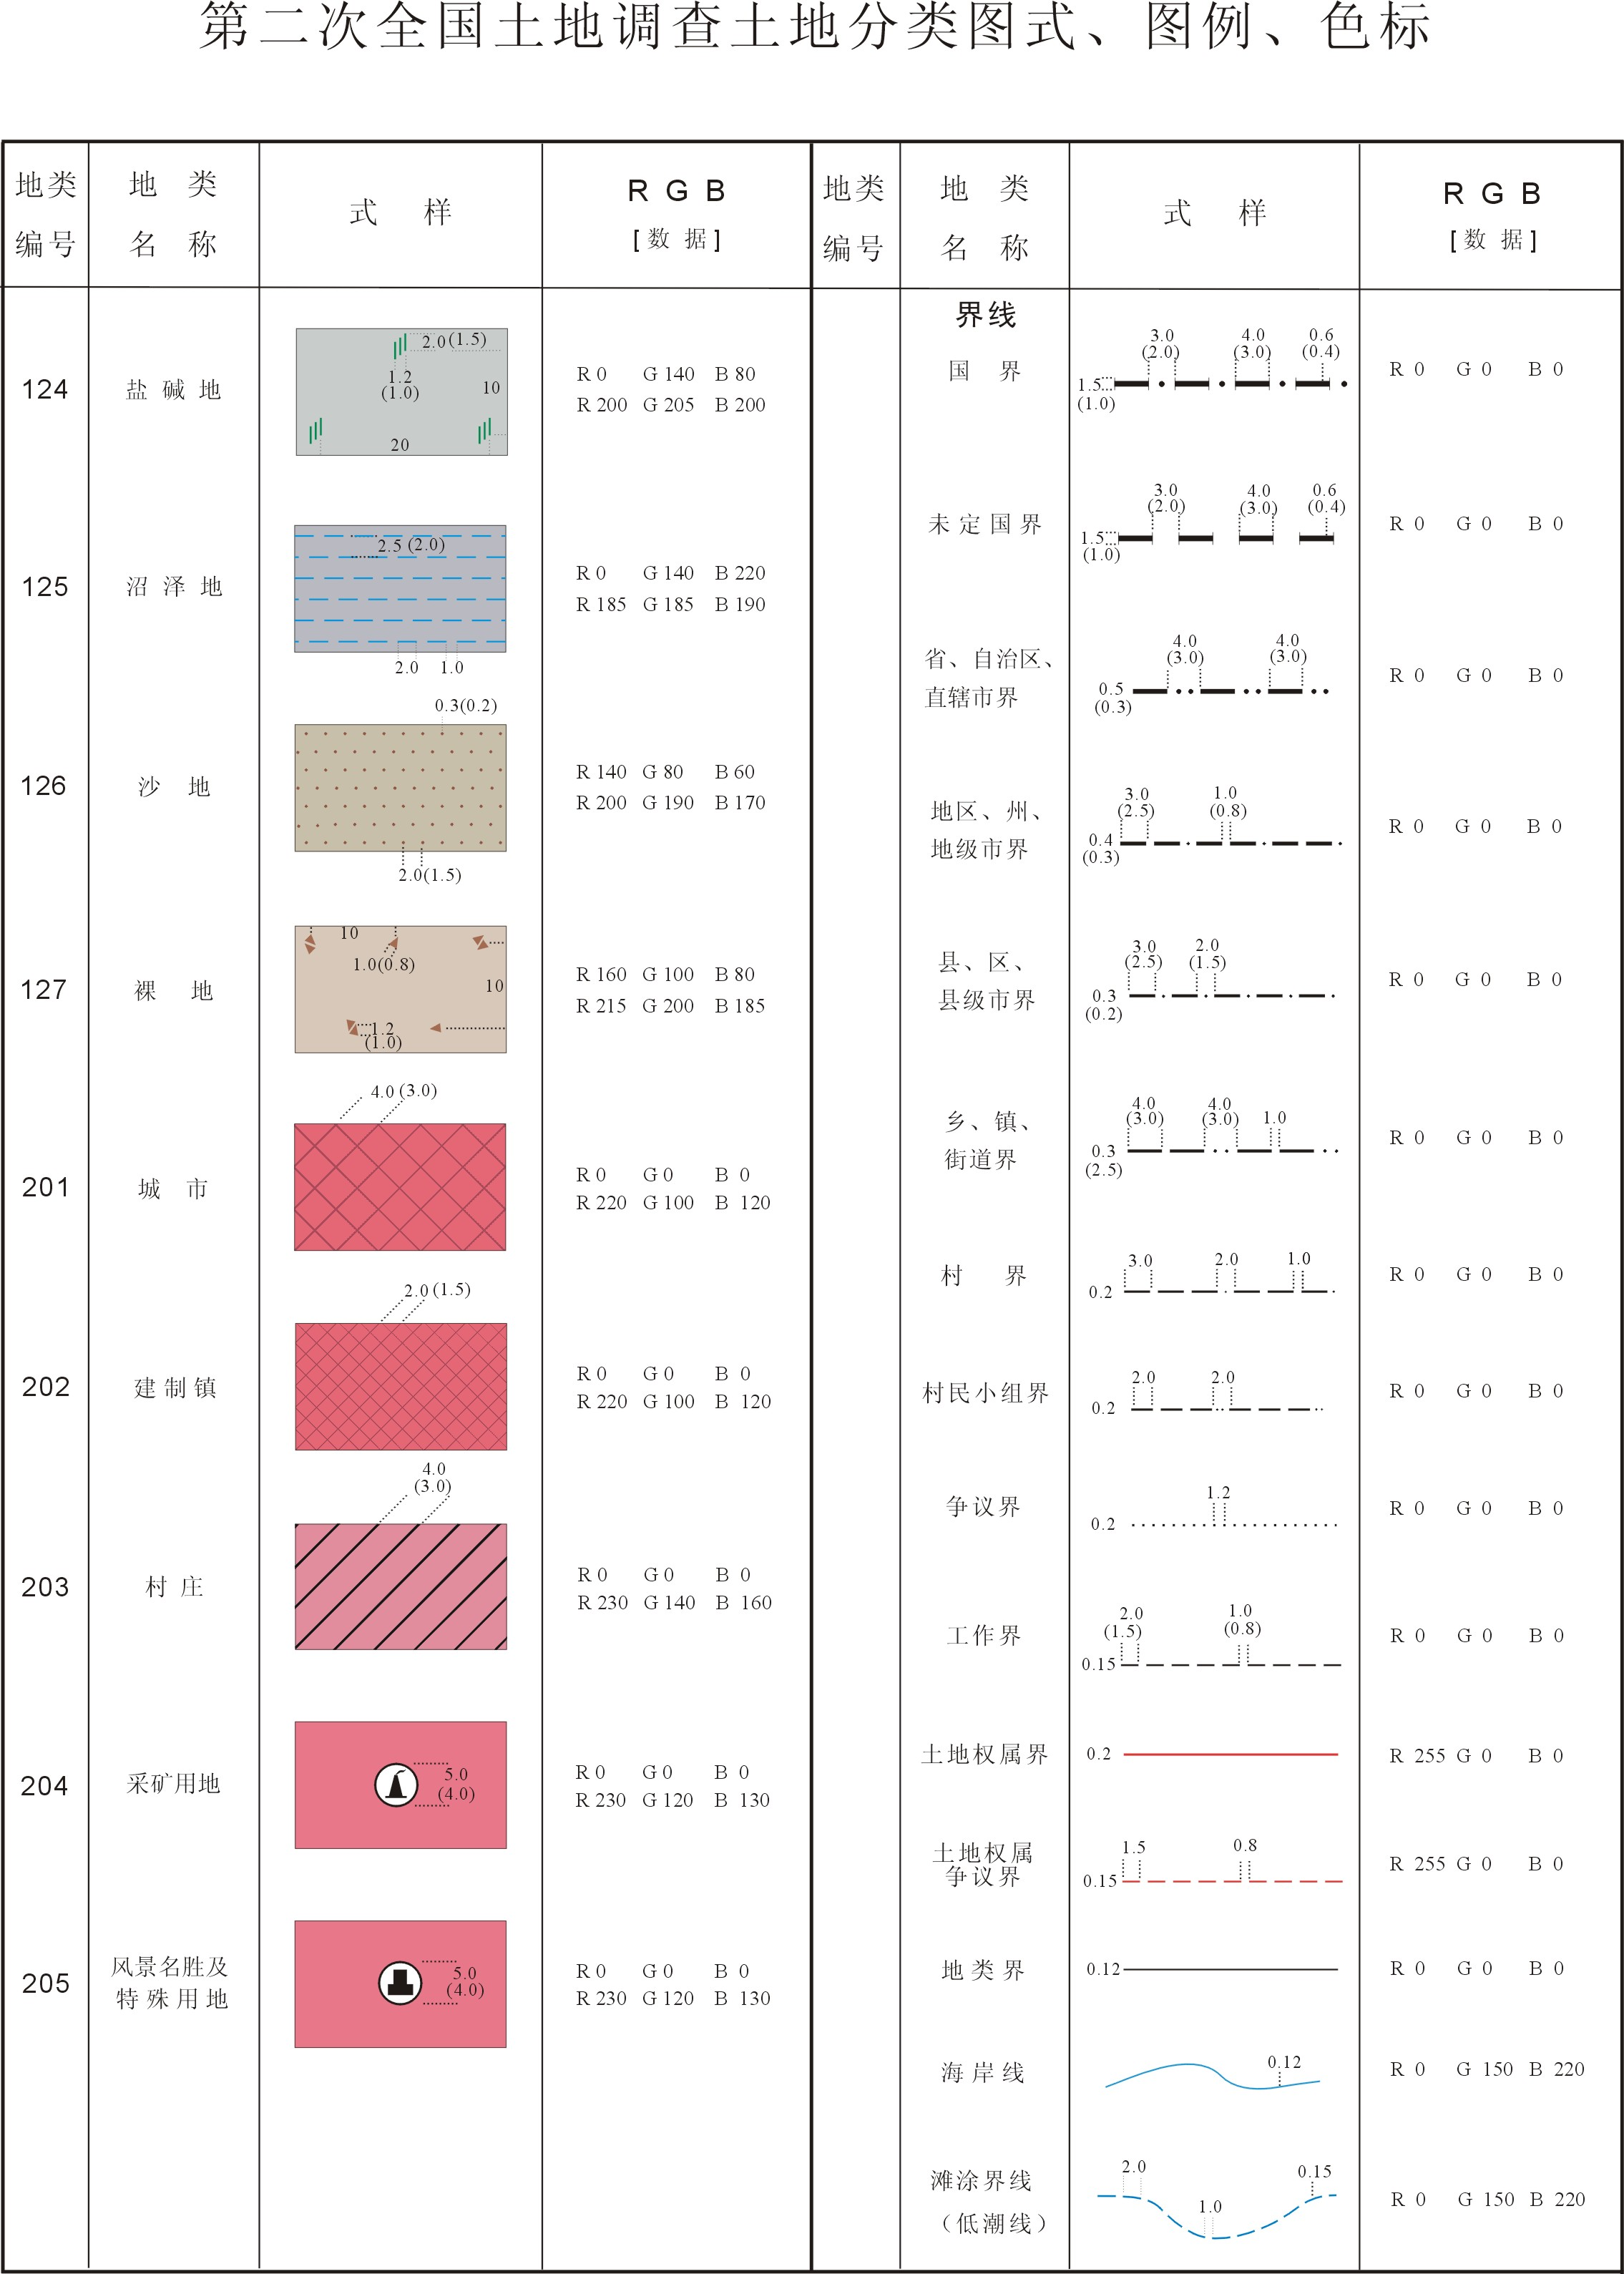 第二次全国土地调查土地分类图式、图例、色标
地类
编号
地 类
名 称
式 样
R G B
[数据]
地类
编号
地 类
名 称
式 样
R G B
[数据]
124
盐碱地
2.0(1.5)
1.2
(1.0)
10
20
R 0 G 140 B 80
R 200 G 205 B 200
125
沼泽地
2.5 (2.0)
2.0 1.0
R 0 G 140 B 220
R 185 G 185 B 190
126
沙 地
0.3(0.2)
2.0(1.5)
R 140 G 80 B 60
R 200 G 190 B 170
127
裸 地
10
1.0(0.8)
10
1.2
(1.0)
R 160 G 100 B 80
R 215 G 200 B 185
201
城 市
4.0 (3.0)
R 0 G 0 B 0
R 220 G 100 B 120
202
建制镇
2.0 (1.5)
R 0 G 0 B 0
R 220 G 100 B 120
203
村庄
4.0
(3.0)
R 0 G 0 B 0
R 230 G 140 B 160
204
采矿用地
5.0
(4.0)
R 0 G 0 B 0
R 230 G 120 B 130
205
风景名胜及
特殊用地
5.0
(4.0)
R 0 G 0 B 0
R 230 G 120 B 130
界线
国 界
3.0 4.0 0.6
(2.0) (3.0) (0.4)
1.5
(1.0)
R 0 G 0 B 0
未定国界
3.0 4.0 0.6
(2.0) (3.0) (0.4)
1.5
(1.0)
R 0 G 0 B 0
省、自治区、
直辖市界
4.0 4.0
(3.0) (3.0)
0.5
(0.3)
R 0 G 0 B 0
地区、州、
地级市界
3.0 1.0
(2.5) (0.8)
0.4
(0.3)
R 0 G 0 B 0
县、区、
县级市界
3.0 2.0
(2.5) (1.5)
0.3
(0.2)
R 0 G 0 B 0
乡、镇、
街道界
4.0 4.0 1.0
(3.0) (3.0)
0.3
(2.5)
R 0 G 0 B 0
村 界
3.0 2.0 1.0
0.2
R 0 G 0 B 0
村民小组界
2.0 2.0
0.2
R 0 G 0 B 0
争议界
1.2
0.2
R 0 G 0 B 0
工作界
2.0 1.0
(1.5) (0.8)
0.15
R 0 G 0 B 0
土地权属界
0.2
R 255 G 0 B 0
土地权属
争议界
1.5 0.8
0.15
R 255 G 0 B 0
地类界
0.12
R 0 G 0 B 0
海岸线
0.12
R 0 G 150 B 220
滩涂界线
（低潮线）
2.0 0.15
1.0
R 0 G 150 B 220